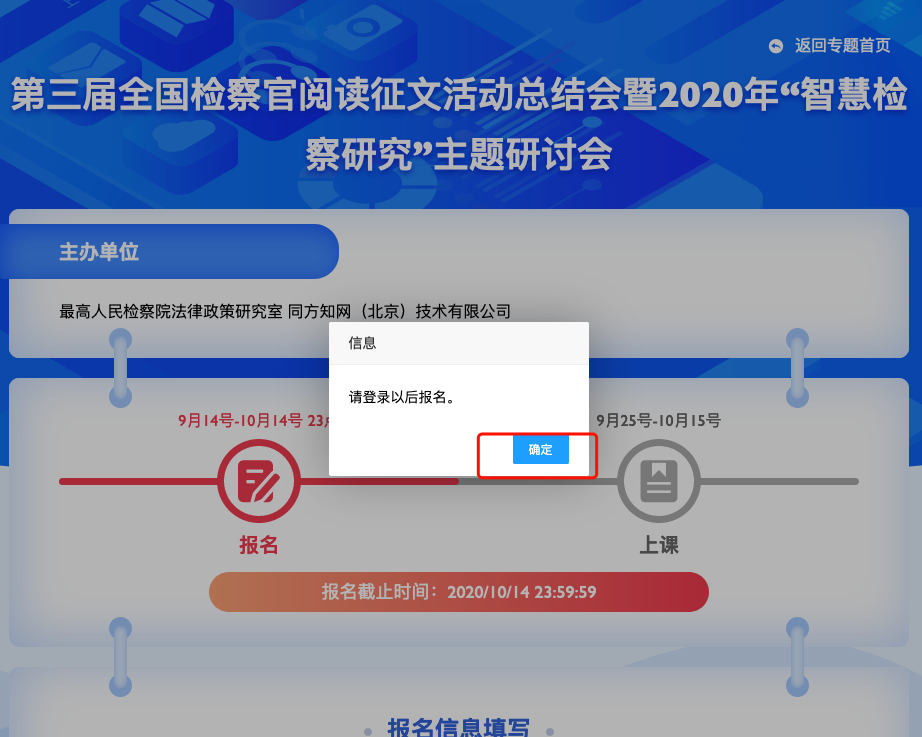 返回专题首页
第三届全国检察官阅读征文活动总结会暨2020年“智慧检
察研究”主题研讨会
主办单位
最高人民检察院法律政策研究室 同方知网（北京）技术有限公司
信息
请登录以后报名。
确定
9月14号-10月14号 23
9月25号-10月15号
报名
上课
报名截止时间：2020/10/14 23:59:59
报名信息填写